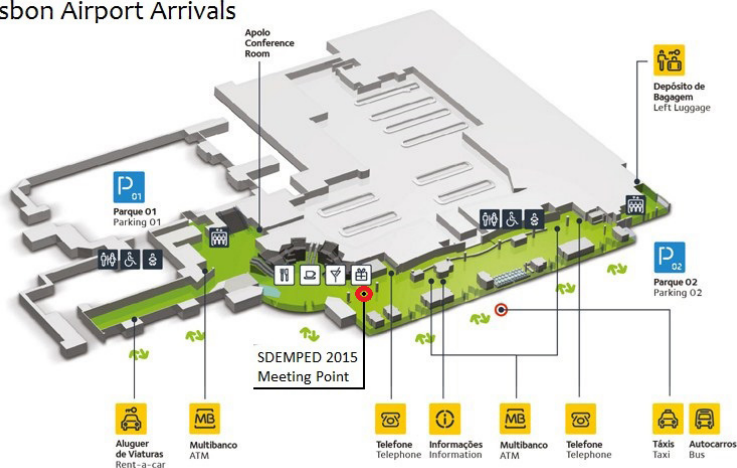 sbon Airport Arrivals
Apolo
Conference
Room
Depósito de
Bagagem
Left Luggage
P
01
Parque 01
Parking 01
P
02
Parque 02
Parking 02
SDEMPED 2015
Meeting Point
Aluguer
de Viaturas
Rent-a-car
MB
Multibanco
ATM
Telefone
Telephone
Informações
Information
MB
Multibanco
ATM
Telefone
Telephone
Táxis
Taxi
Autocarros
Bus